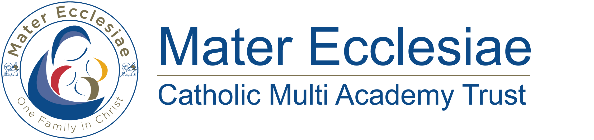 Mater Ecclesiae
One Family in Christ
Mater Ecclesiae
Catholic Multi Academy Trust